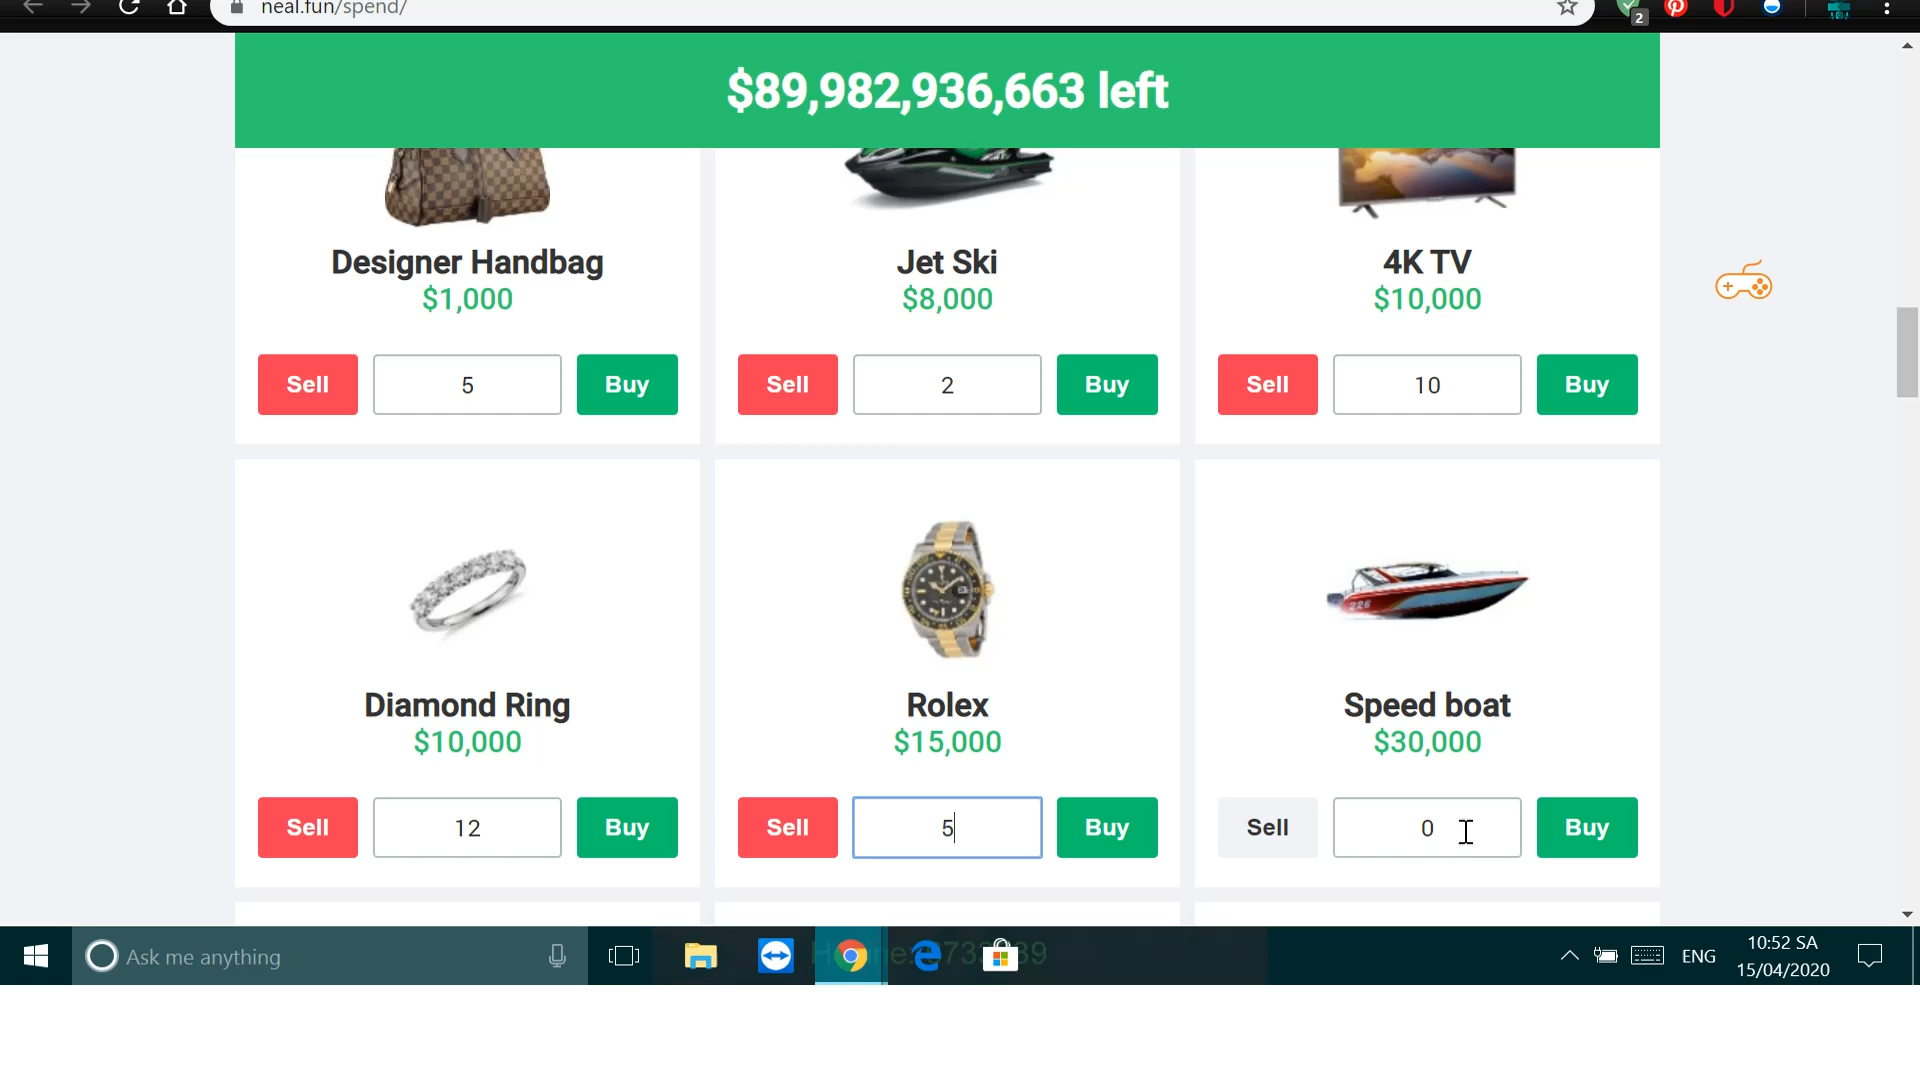 neal.fun/spend/
2
$89,982,936,663 left
Designer Handbag
$1,000
Sell 5 Buy
Jet Ski
$8,000
Sell 2 Buy
4K TV
$10,000
Sell 10 Buy
Diamond Ring
$10,000
Sell 12 Buy
Rolex
$15,000
Sell 5 Buy
226
Speed boat
$30,000
Sell 0 Buy
Ask me anything
ENG
10:52 SA
15/04/2020